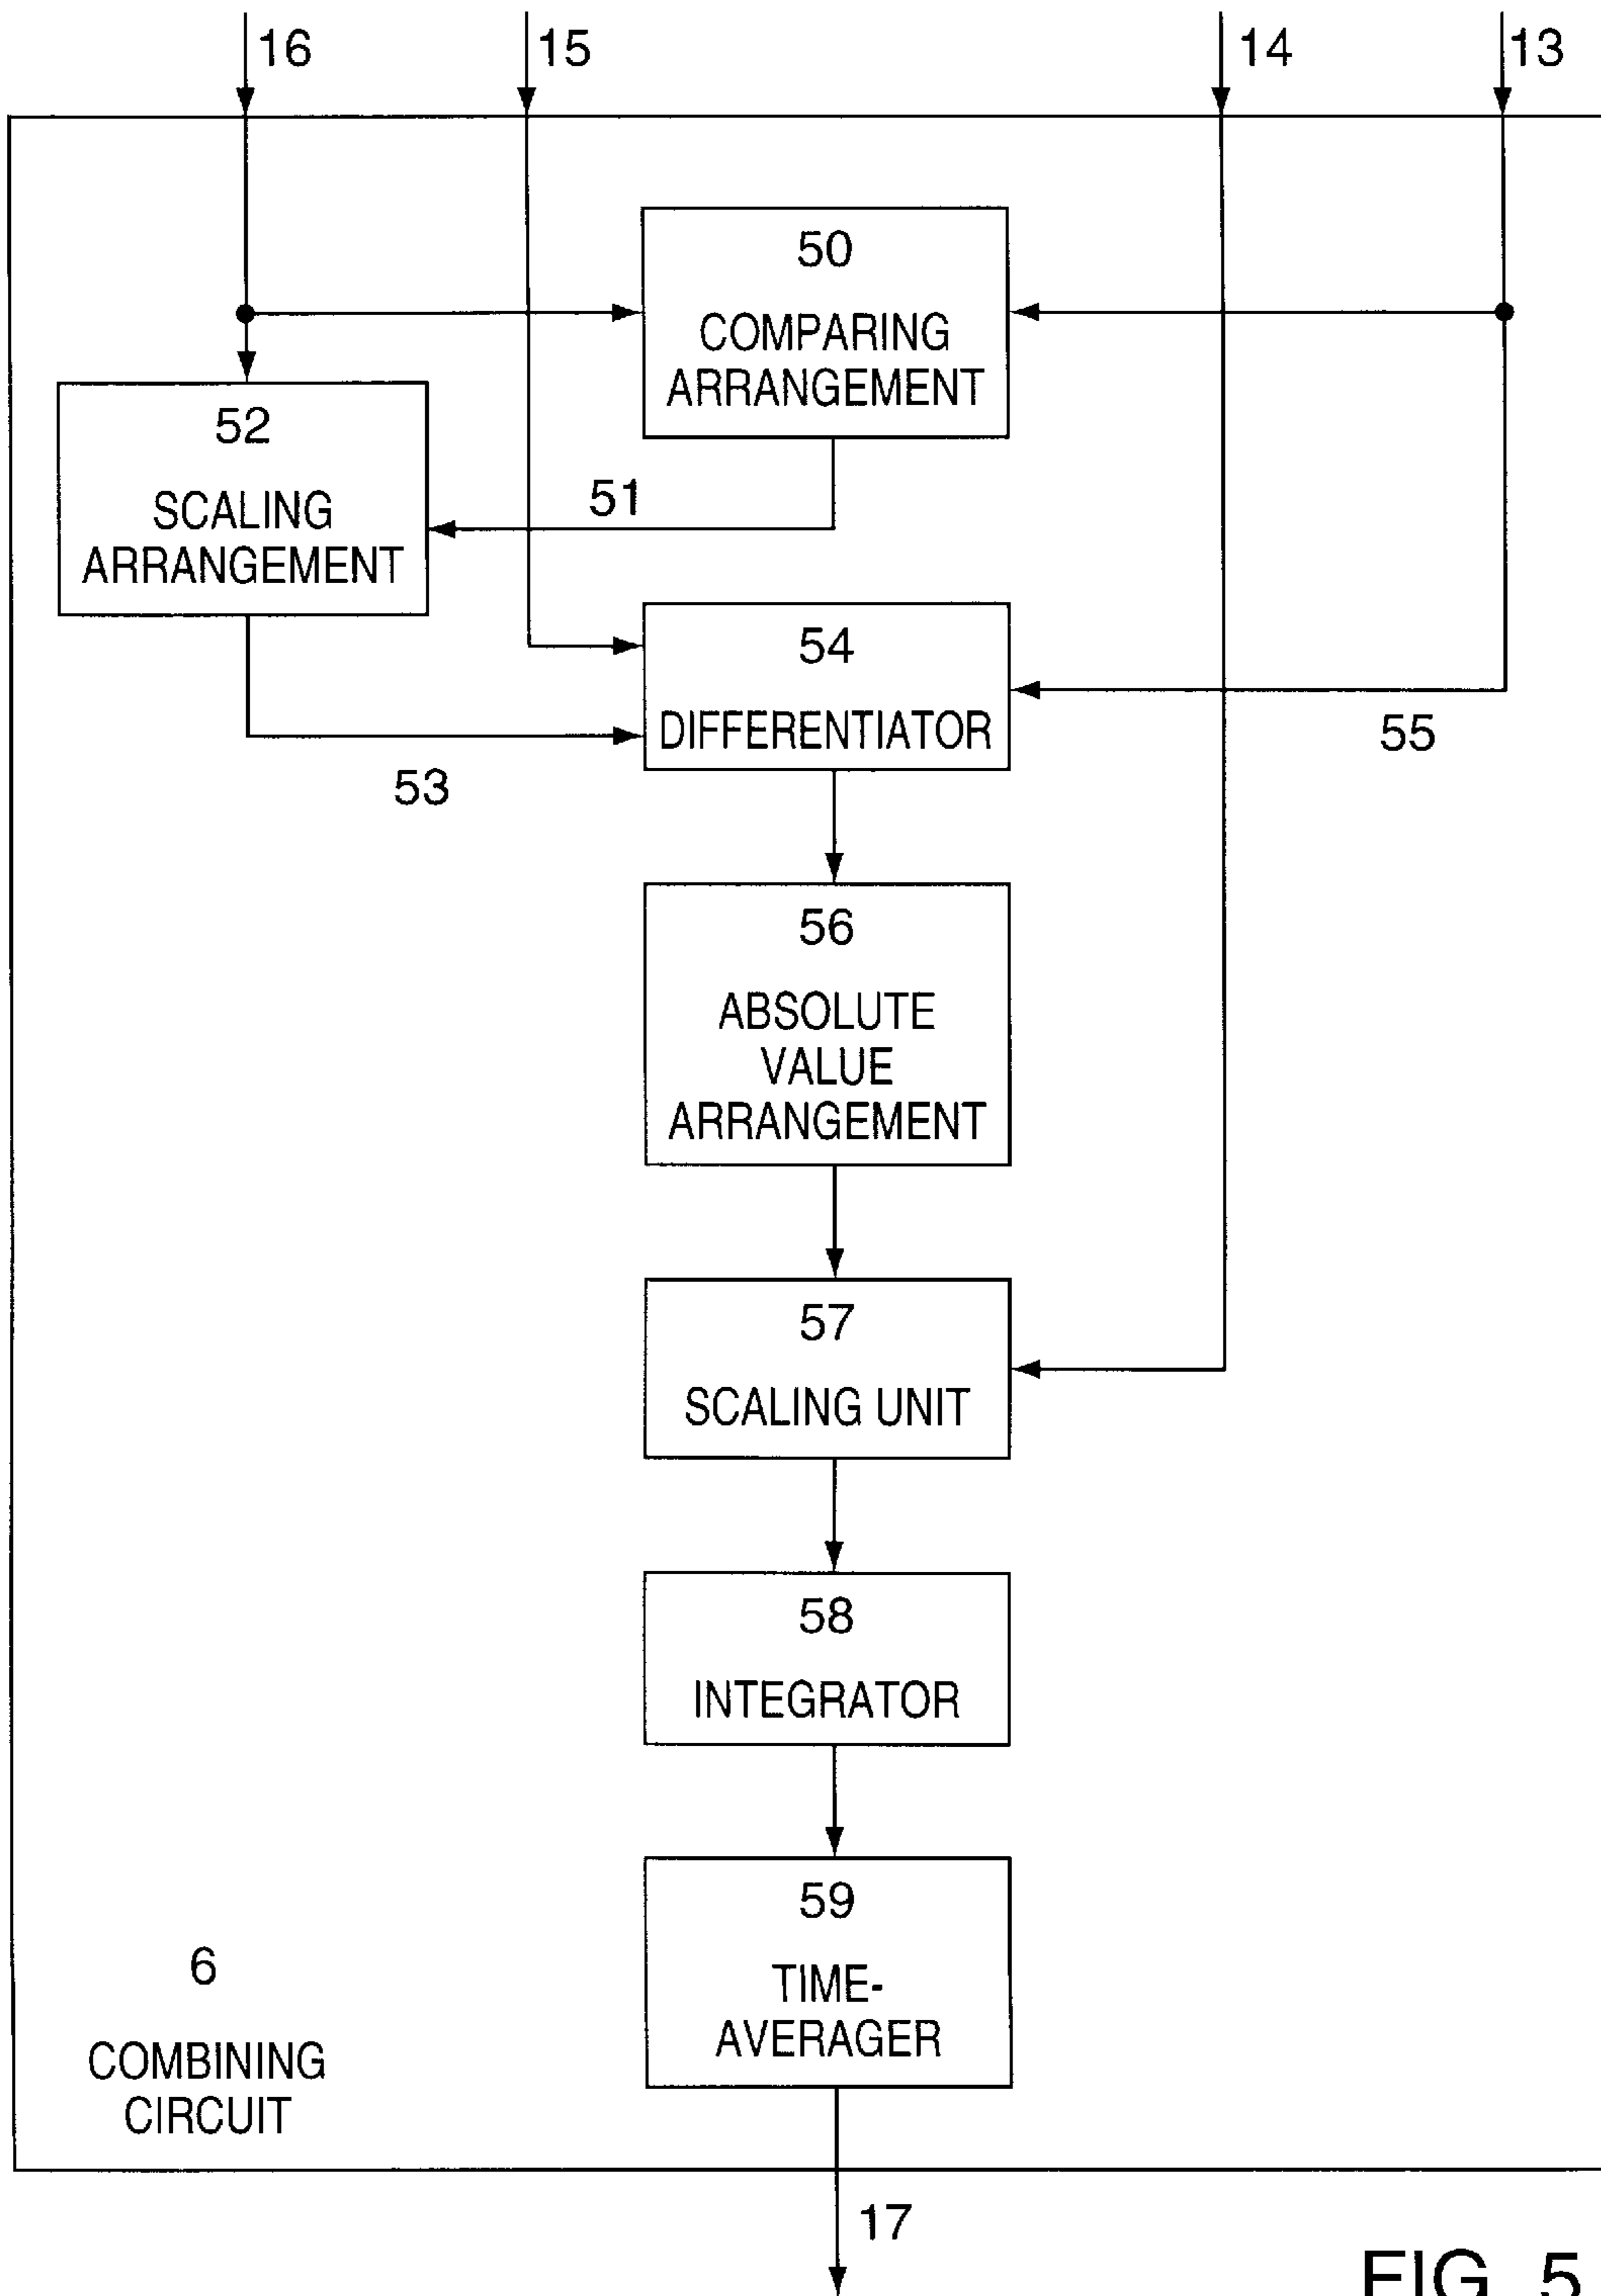 16
15
14
13
50
COMPARING
ARRANGEMENT
52
SCALING
ARRANGEMENT
51
54
DIFFERENTIATOR
55
53
56
ABSOLUTE
VALUE
ARRANGEMENT
57
SCALING UNIT
58
INTEGRATOR
59
TIME-
AVERAGER
6
COMBINING
CIRCUIT
17
FIG. 5